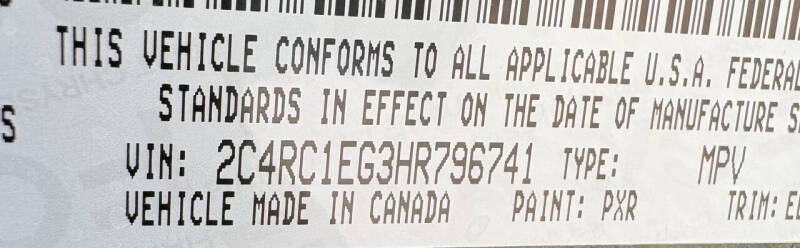 THIS VEHICLE CONFORMS TO ALL APPLICABLE U.S.A. FEDERAL
STANDARDS IN EFFECT ON THE DATE OF MANUFACTURE S
S
VIN: 2C4RC1EG3HR796741 TYPE: MPV
VEHICLE MADE IN CANADA PAINT: PXR TRIM: